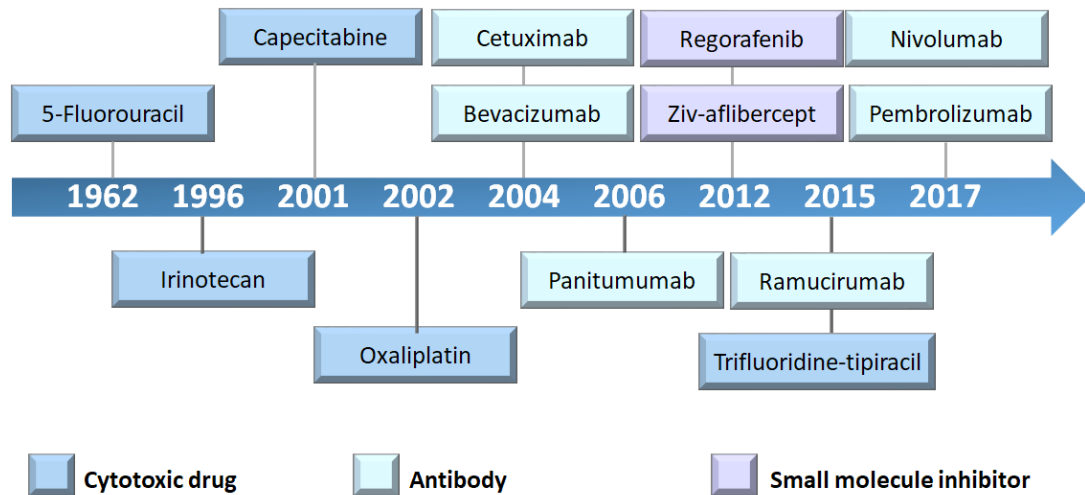 Capecitabine
Cetuximab
Regorafenib
Nivolumab
5-Fluorouracil
Bevacizumab
Ziv-aflibercept
Pembrolizumab
1962 1996 2001 2002 2004 2006 2012 2015 2017
Irinotecan
Panitumumab
Ramucirumab
Oxaliplatin
Trifluoridine-tipiracil
Cytotoxic drug
Antibody
Small molecule inhibitor